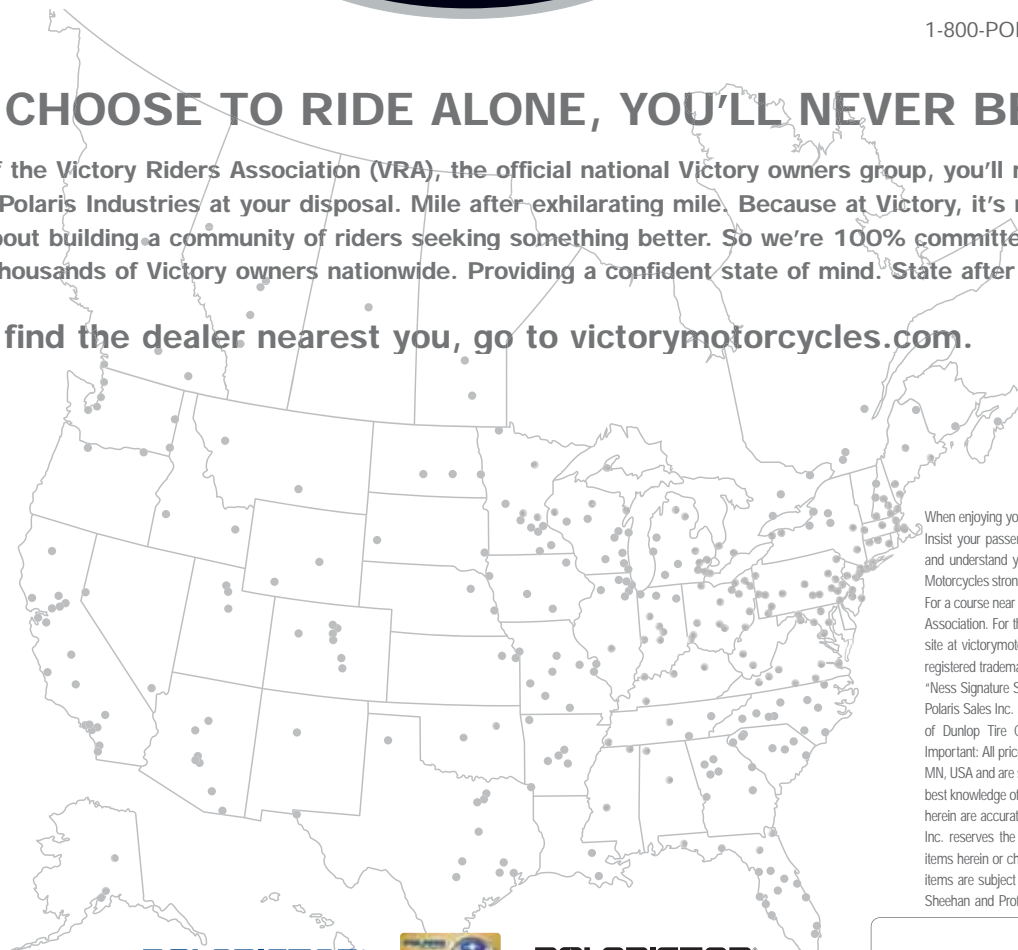 1-800-POL
CHOOSE TO RIDE ALONE, YOU'LL NEVER BE
f the Victory Riders Association (VRA), the official national Victory owners group, you'll
Polaris Industries at your disposal. Mile after exhilarating mile. Because at Victory, it's
bout building a community of riders seeking something better. So we're 100% committe
housands of Victory owners nationwide. Providing a confident state of mind. State after
find the dealer nearest you, go to victorymotorcycles.com.
When enjoying yo
Insist your passen
and understand y
Motorcycles stron
For a course near
Association. For th
site at victorymoto
registered tradema
"Ness Signature S
Polaris Sales Inc.
of Dunlop Tire C
Important: All price
MN, USA and are s
best knowledge of
herein are accurat
Inc. reserves the
items herein or ch
items are subject
Sheehan and Prof